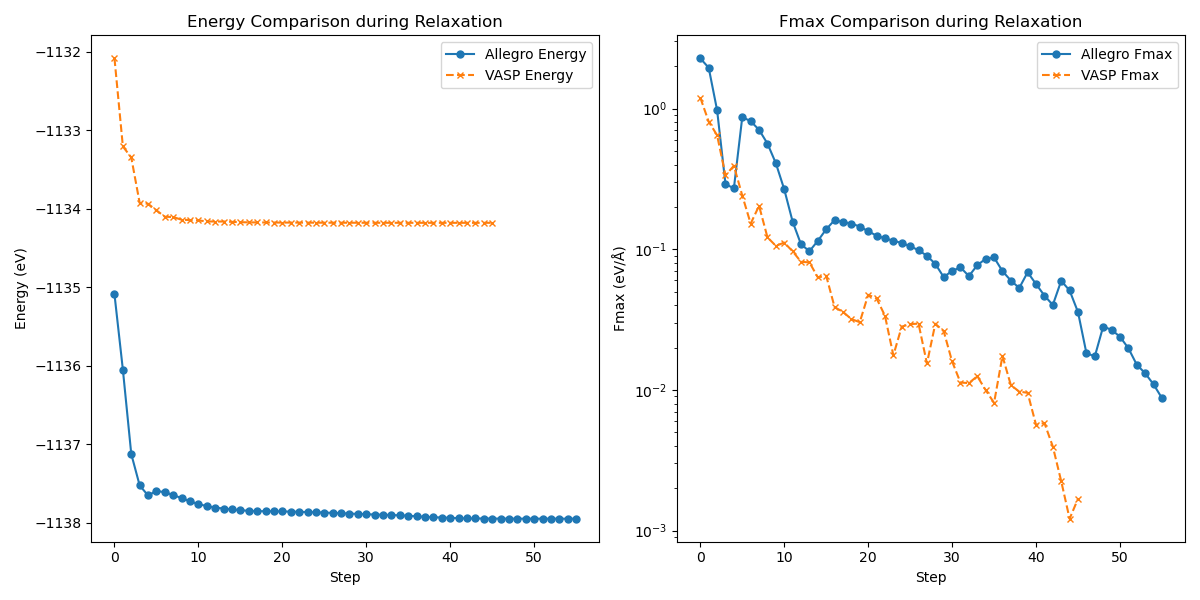 Energy Comparison during Relaxation
Energy (eV)
−1132
−1133
−1134
−1135
−1136
−1137
−1138
Allegro Energy
VASP Energy
0 10 20 30 40 50
Step
Fmax Comparison during Relaxation
Fmax (eV/Å)
10⁰
10⁻¹
10⁻²
10⁻³
Allegro Fmax
VASP Fmax
0 10 20 30 40 50
Step